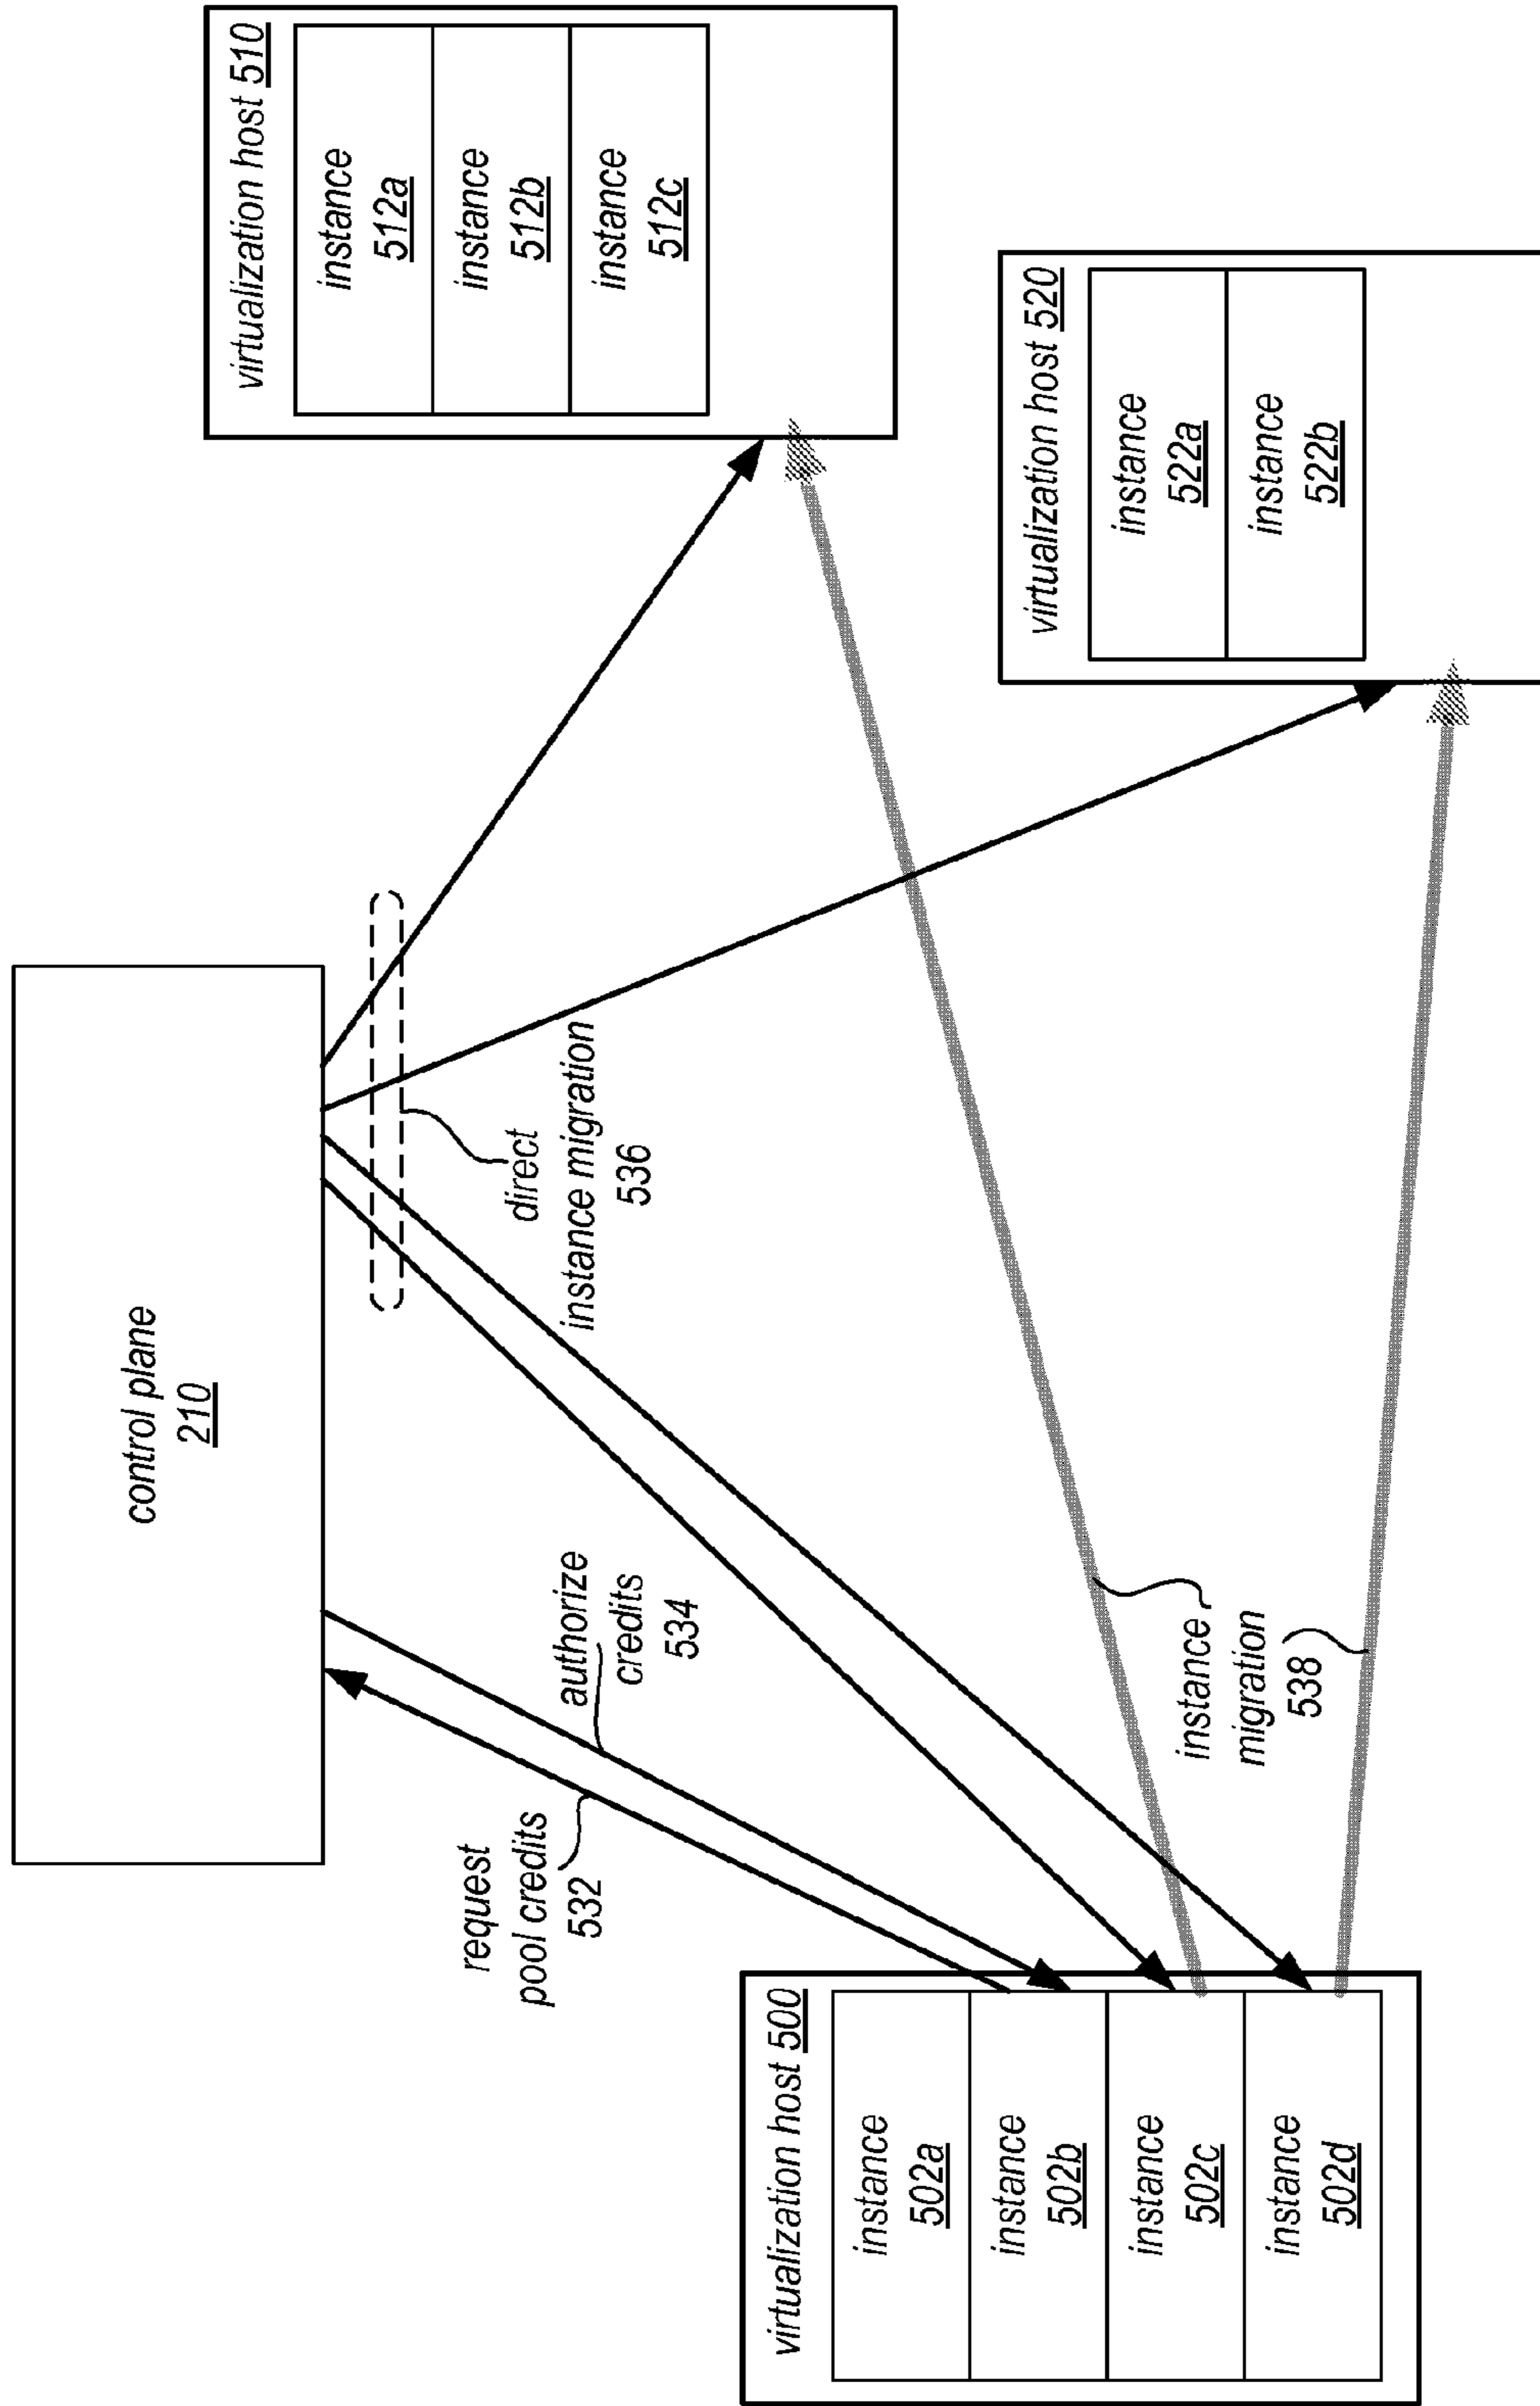 control plane
210
request
pool credits
532
authorize
credits
534
direct
instance migration
536
virtualization host 500
instance
502a
instance
502b
instance
502c
instance
502d
instance
migration
538
virtualization host 510
instance
512a
instance
512b
instance
512c
virtualization host 520
instance
522a
instance
522b